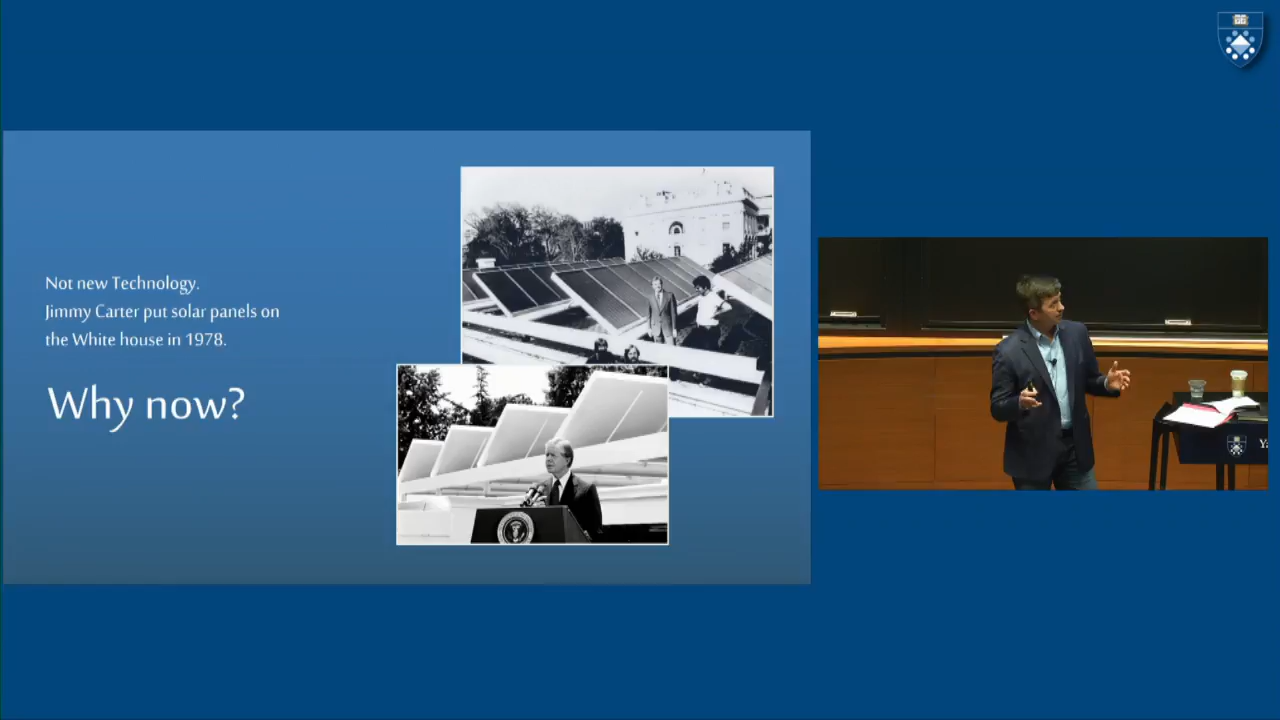 Not new Technology.
Jimmy Carter put solar panels on
the White house in 1978.
Why now?